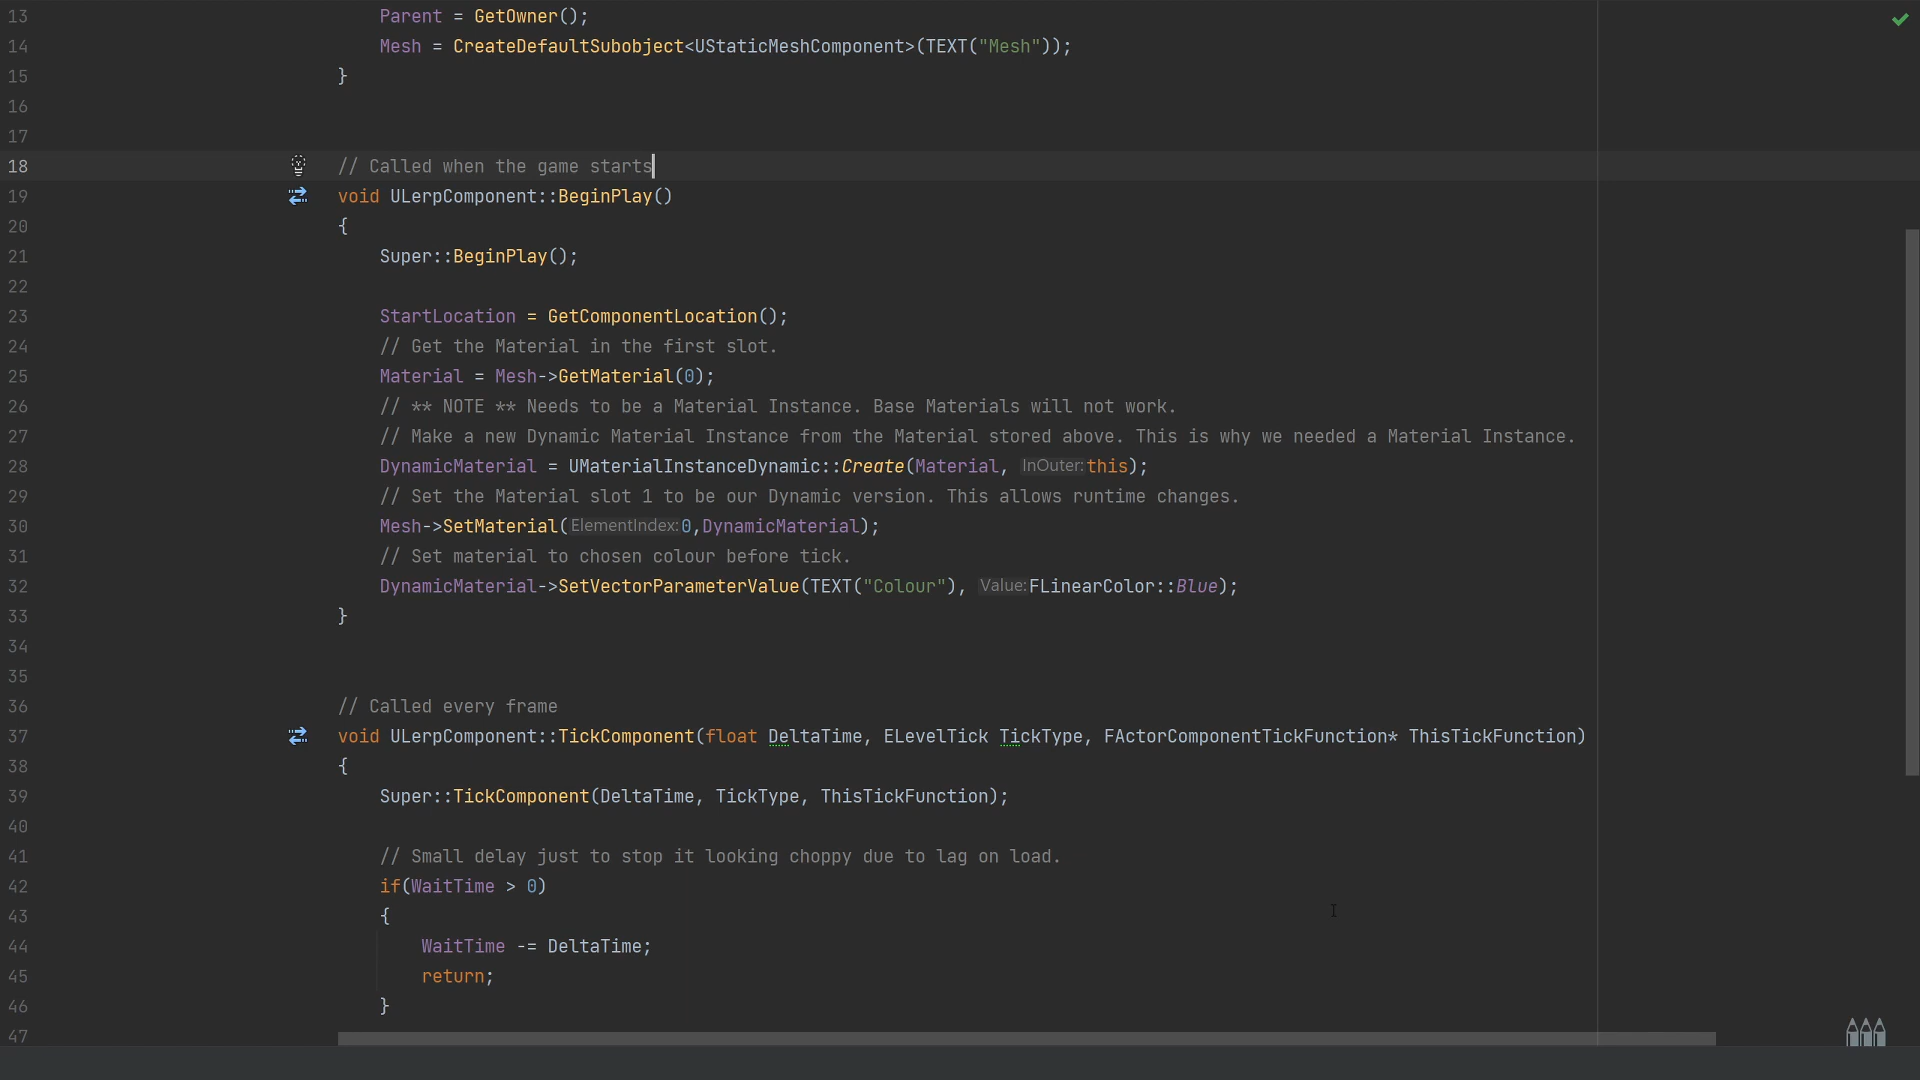 13 Parent = GetOwner();
14 Mesh = CreateDefaultSubobject<UStaticMeshComponent>(TEXT("Mesh"));
15 }
16
17
18 // Called when the game starts
19 void ULerpComponent::BeginPlay()
20 {
21 Super::BeginPlay();
22
23 StartLocation = GetComponentLocation();
24 // Get the Material in the first slot.
25 Material = Mesh->GetMaterial(0);
26 // ** NOTE ** Needs to be a Material Instance. Base Materials will not work.
27 // Make a new Dynamic Material Instance from the Material stored above. This is why we needed a Material Instance.
28 DynamicMaterial = UMaterialInstanceDynamic::Create(Material, InOuter: this);
29 // Set the Material slot 1 to be our Dynamic version. This allows runtime changes.
30 Mesh->SetMaterial( ElementIndex: 0,DynamicMaterial);
31 // Set material to chosen colour before tick.
32 DynamicMaterial->SetVectorParameterValue(TEXT("Colour"), Value: FLinearColor::Blue);
33 }
34
35
36 // Called every frame
37 void ULerpComponent::TickComponent(float DeltaTime, ELevelTick TickType, FActorComponentTickFunction* ThisTickFunction)
38 {
39 Super::TickComponent(DeltaTime, TickType, ThisTickFunction);
40
41 // Small delay just to stop it looking choppy due to lag on load.
42 if(WaitTime > 0)
43 {
44 WaitTime -= DeltaTime;
45 return;
46 }
47